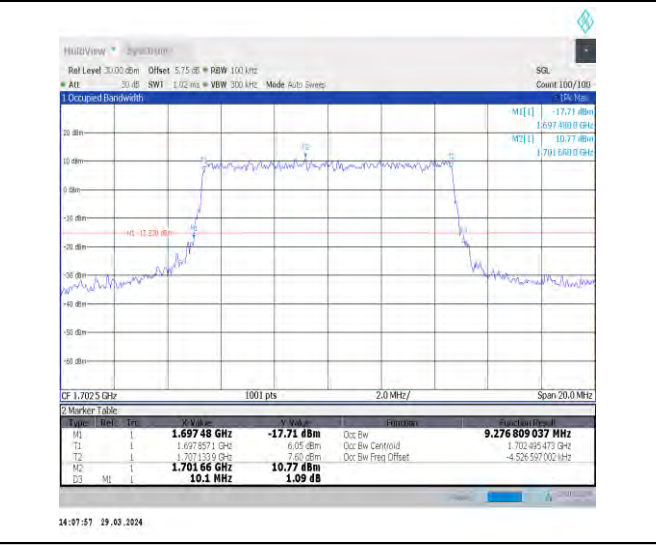 MultiView Spectrum
Ref Level 30.00 dBm Offset 5.75 dB RBW 100 kHz SGL
Att 30 dB SWT 1.02 ms VBW 300 kHz Mode Auto Sweep Count 100/100
1 Occupied Bandwidth 1Pk Max
M1[1] -17.71 dBm
1.697 480 0 GHz
20 dBm M2[1] 10.77 dBm
1.701 660 0 GHz
10 dBm
0 dBm
-10 dBm
-20 dBm
-30 dBm
-40 dBm
-50 dBm
-60 dBm
CF 1.7025 GHz 1001 pts 2.0 MHz/ Span 20.0 MHz
2 Marker Table
Type Ref Trc X-Value Y-Value Function Function Result
M1 1 1.697 48 GHz -17.71 dBm Occ Bw 9.276 809 037 MHz
T1 1 1.697 857 1 GHz 6.05 dBm Occ Bw Centroid 1.702 495 473 GHz
T2 1 1.707 133 9 GHz 7.60 dBm Occ Bw Freq Offset -4.526 597 002 kHz
M2 1 1.701 66 GHz 10.77 dBm
D3 M1 1 10.1 MHz 1.09 dB
14:07:57 29.03.2024